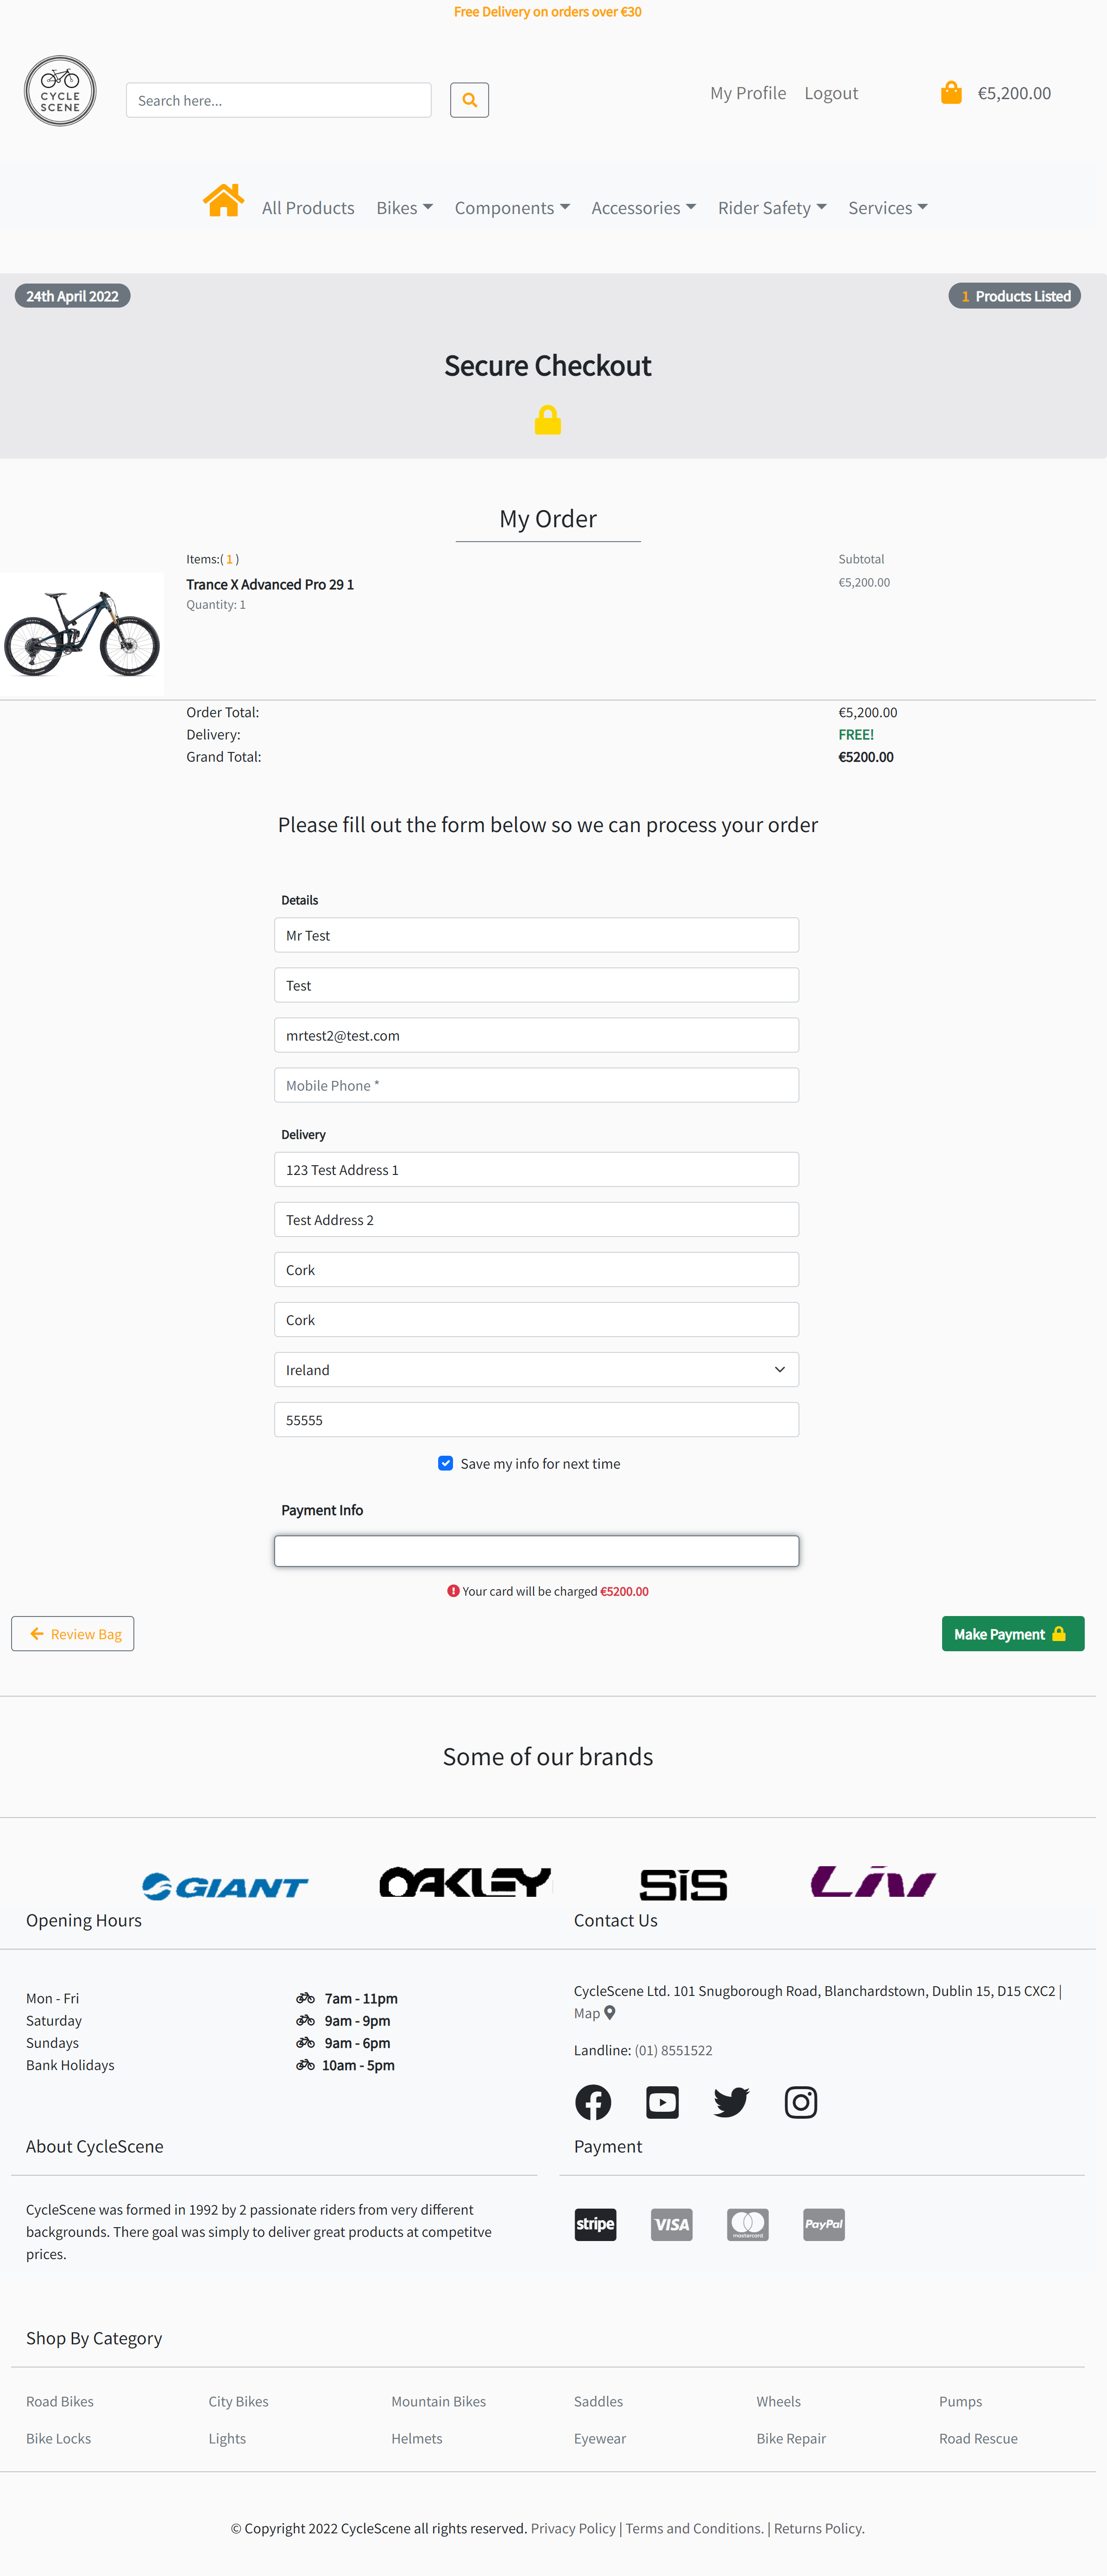 Free Delivery on orders over €30
CYCLE
SCENE
Search here...
My Profile Logout
€5,200.00
All Products Bikes Components Accessories Rider Safety Services
24th April 2022
1 Products Listed
Secure Checkout
My Order
Items:( 1 )
Subtotal
Trance X Advanced Pro 29 1
€5,200.00
Quantity: 1
Order Total: €5,200.00
Delivery: FREE!
Grand Total: €5200.00
Please fill out the form below so we can process your order
Details
Mr Test
Test
mrtest2@test.com
Mobile Phone *
Delivery
123 Test Address 1
Test Address 2
Cork
Cork
Ireland
55555
Save my info for next time
Payment Info
Your card will be charged €5200.00
Review Bag
Make Payment
Some of our brands
GIANT
OAKLEY
SiS
Liv
Opening Hours
Mon - Fri 7am - 11pm
Saturday 9am - 9pm
Sundays 9am - 6pm
Bank Holidays 10am - 5pm
Contact Us
CycleScene Ltd. 101 Snugborough Road, Blanchardstown, Dublin 15, D15 CXC2 |
Map
Landline: (01) 8551522
About CycleScene
CycleScene was formed in 1992 by 2 passionate riders from very different
backgrounds. There goal was simply to deliver great products at competitve
prices.
Payment
stripe
VISA
mastercard
PayPal
Shop By Category
Road Bikes City Bikes Mountain Bikes Saddles Wheels Pumps
Bike Locks Lights Helmets Eyewear Bike Repair Road Rescue
© Copyright 2022 CycleScene all rights reserved. Privacy Policy | Terms and Conditions. | Returns Policy.